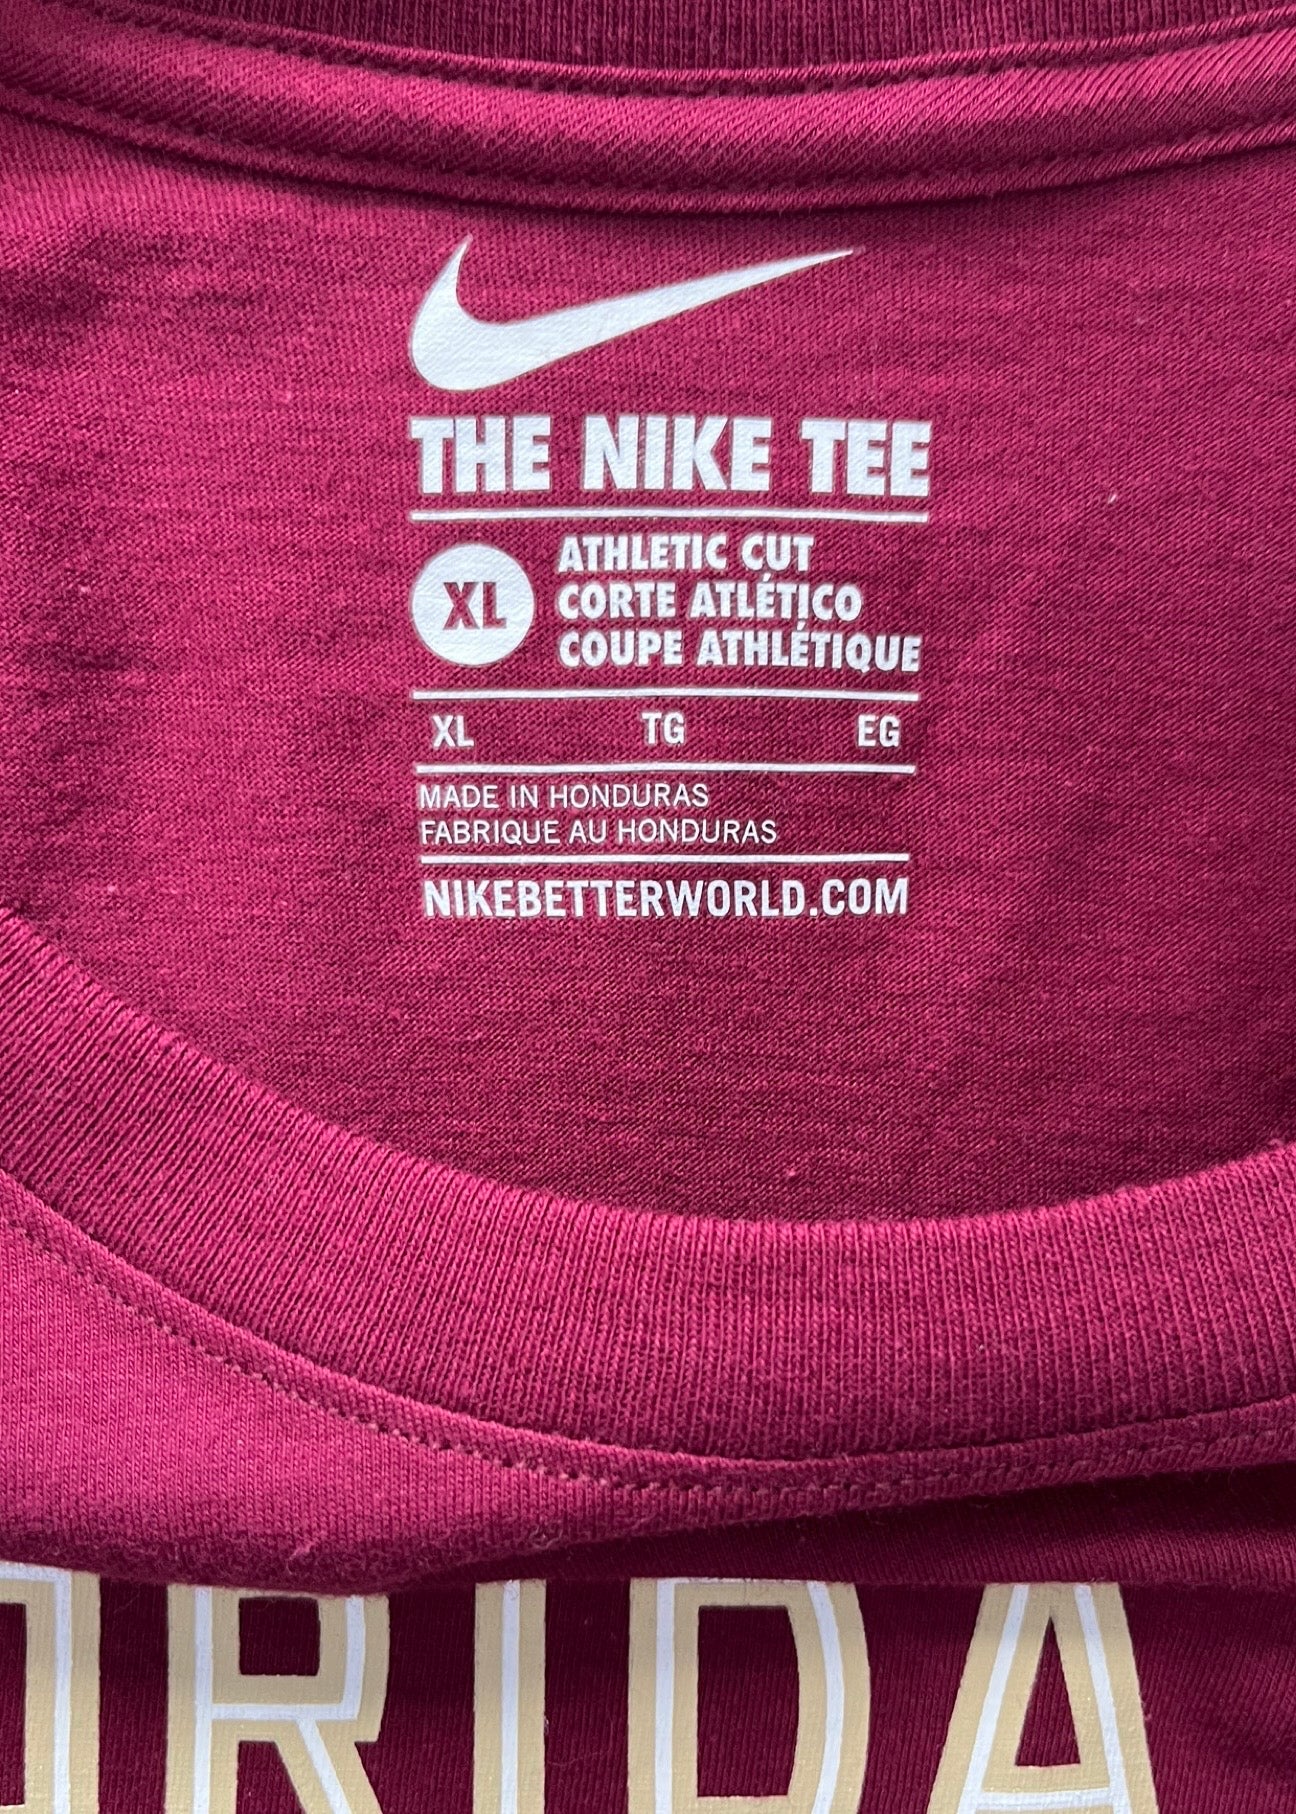 THE NIKE TEE
XL
ATHLETIC CUT
CORTE ATLÉTICO
COUPE ATHLÉTIQUE
XL TG EG
MADE IN HONDURAS
FABRIQUE AU HONDURAS
NIKEBETTERWORLD.COM
ORIDA